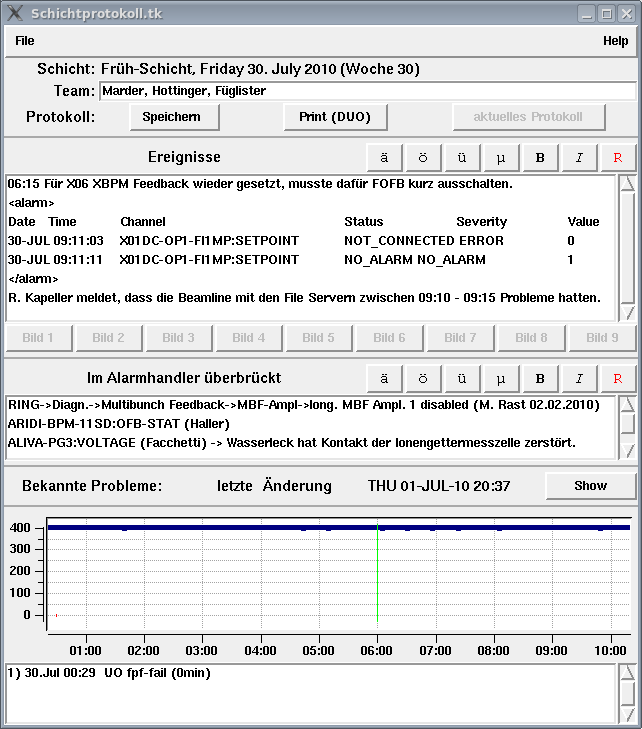 Schichtprotokoll.tk
File Help
Schicht: Früh-Schicht, Friday 30. July 2010 (Woche 30)
Team: Marder, Hottinger, Füglister
Protokoll: Speichern Print (DUO) aktuelles Protokoll
Ereignisse ä ö ü µ B I R
06:15 Für X06 XBPM Feedback wieder gesetzt, musste dafür FOFB kurz ausschalten.
<alarm>
Date Time Channel Status Severity Value
30-JUL 09:11:03 X01DC-OP1-FI1MP:SETPOINT NOT_CONNECTED ERROR 0
30-JUL 09:11:11 X01DC-OP1-FI1MP:SETPOINT NO_ALARM NO_ALARM 1
</alarm>
R. Kapeller meldet, dass die Beamline mit den File Servern zwischen 09:10 - 09:15 Probleme hatten.
Bild 1 Bild 2 Bild 3 Bild 4 Bild 5 Bild 6 Bild 7 Bild 8 Bild 9
Im Alarmhandler überbrückt ä ö ü µ B I R
RING->Diagn.->Multibunch Feedback->MBF-Ampl->long. MBF Ampl. 1 disabled (M. Rast 02.02.2010)
ARIDI-BPM-11SD:OFB-STAT (Haller)
ALIVA-PG3:VOLTAGE (Facchetti) -> Wasserleck hat Kontakt der Ionengettermesszelle zerstört.
Bekannte Probleme: letzte Änderung THU 01-JUL-10 20:37 Show
400
300
200
100
0
01:00 02:00 03:00 04:00 05:00 06:00 07:00 08:00 09:00 10:00
1) 30.Jul 00:29 UO fpf-fail (0min)